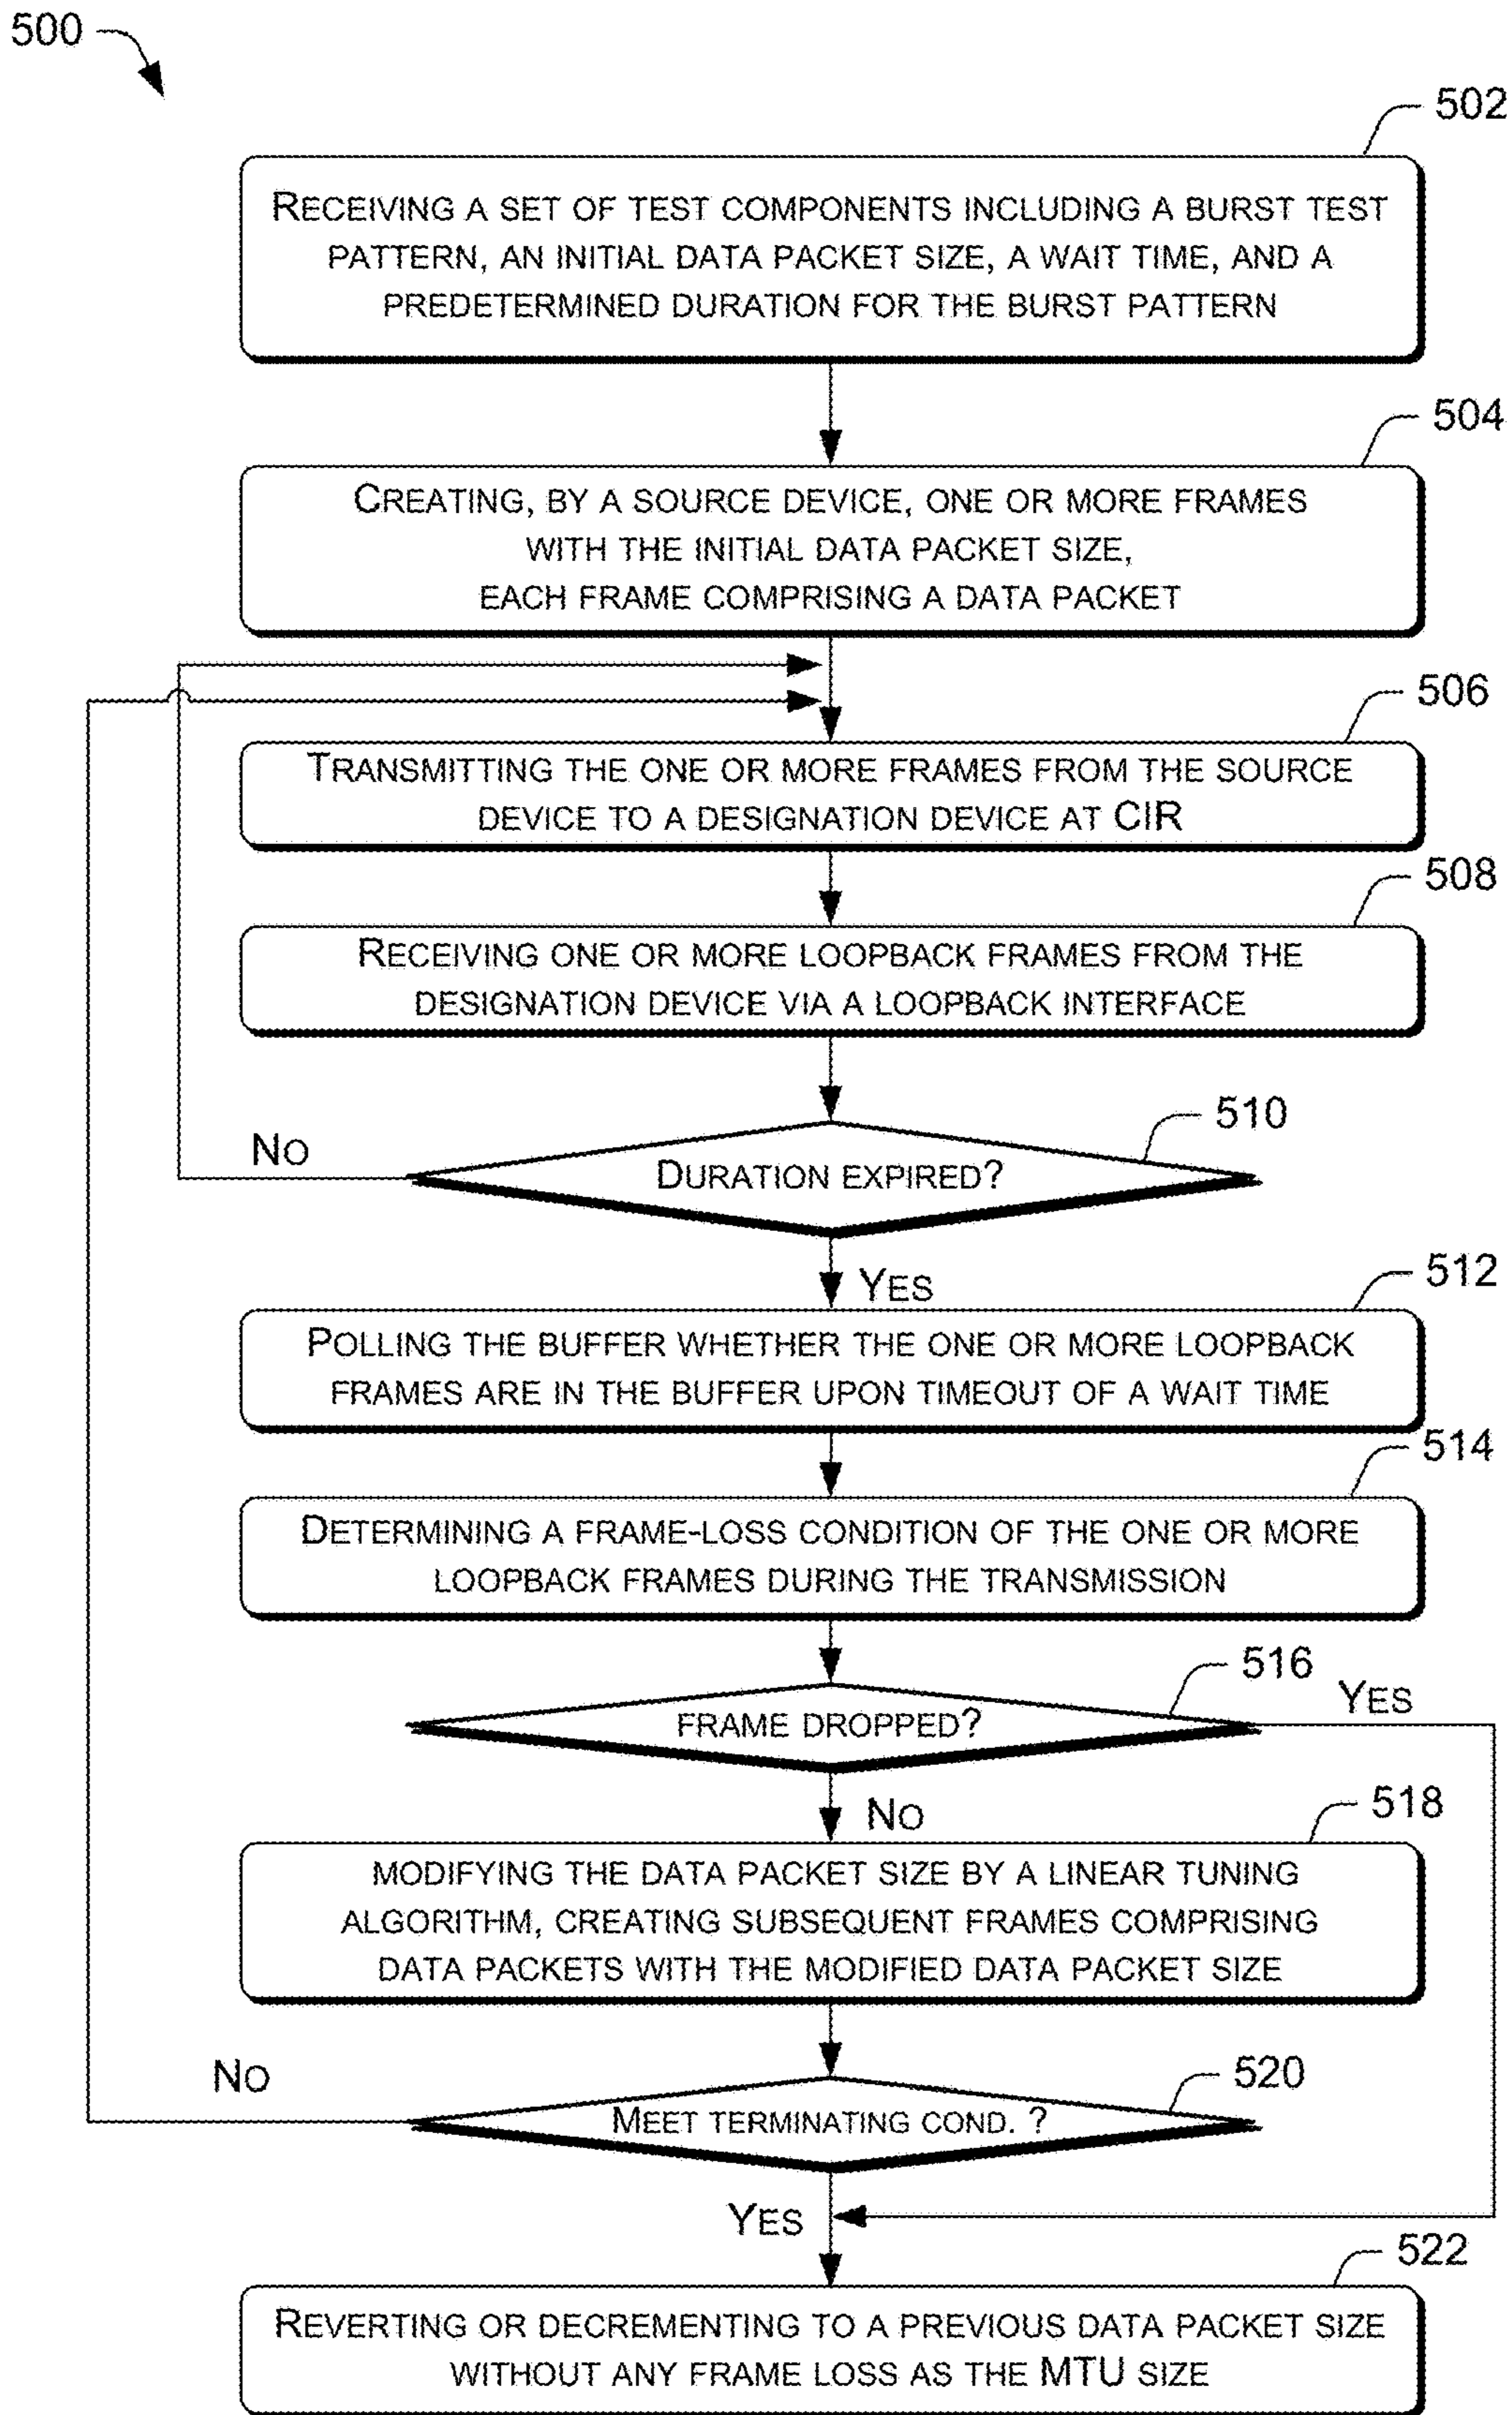 500
502
RECEIVING A SET OF TEST COMPONENTS INCLUDING A BURST TEST
PATTERN, AN INITIAL DATA PACKET SIZE, A WAIT TIME, AND A
PREDETERMINED DURATION FOR THE BURST PATTERN
504
CREATING, BY A SOURCE DEVICE, ONE OR MORE FRAMES
WITH THE INITIAL DATA PACKET SIZE,
EACH FRAME COMPRISING A DATA PACKET
506
TRANSMITTING THE ONE OR MORE FRAMES FROM THE SOURCE
DEVICE TO A DESIGNATION DEVICE AT CIR
508
RECEIVING ONE OR MORE LOOPBACK FRAMES FROM THE
DESIGNATION DEVICE VIA A LOOPBACK INTERFACE
510
NO
DURATION EXPIRED?
YES
512
POLLING THE BUFFER WHETHER THE ONE OR MORE LOOPBACK
FRAMES ARE IN THE BUFFER UPON TIMEOUT OF A WAIT TIME
514
DETERMINING A FRAME-LOSS CONDITION OF THE ONE OR MORE
LOOPBACK FRAMES DURING THE TRANSMISSION
516
YES
FRAME DROPPED?
NO
518
MODIFYING THE DATA PACKET SIZE BY A LINEAR TUNING
ALGORITHM, CREATING SUBSEQUENT FRAMES COMPRISING
DATA PACKETS WITH THE MODIFIED DATA PACKET SIZE
NO
520
MEET TERMINATING COND. ?
YES
522
REVERTING OR DECREMENTING TO A PREVIOUS DATA PACKET SIZE
WITHOUT ANY FRAME LOSS AS THE MTU SIZE